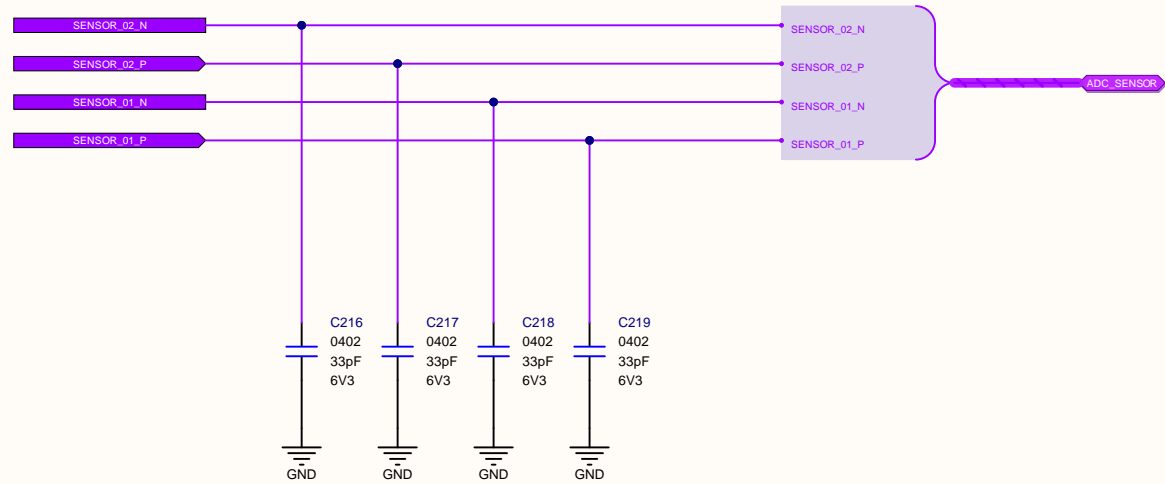 SENSOR_02_N
SENSOR_02_P
SENSOR_01_N
SENSOR_01_P
SENSOR_02_N
SENSOR_02_P
SENSOR_01_N
SENSOR_01_P
ADC_SENSOR
C216
0402
33pF
6V3
C217
0402
33pF
6V3
C218
0402
33pF
6V3
C219
0402
33pF
6V3
GND
GND
GND
GND